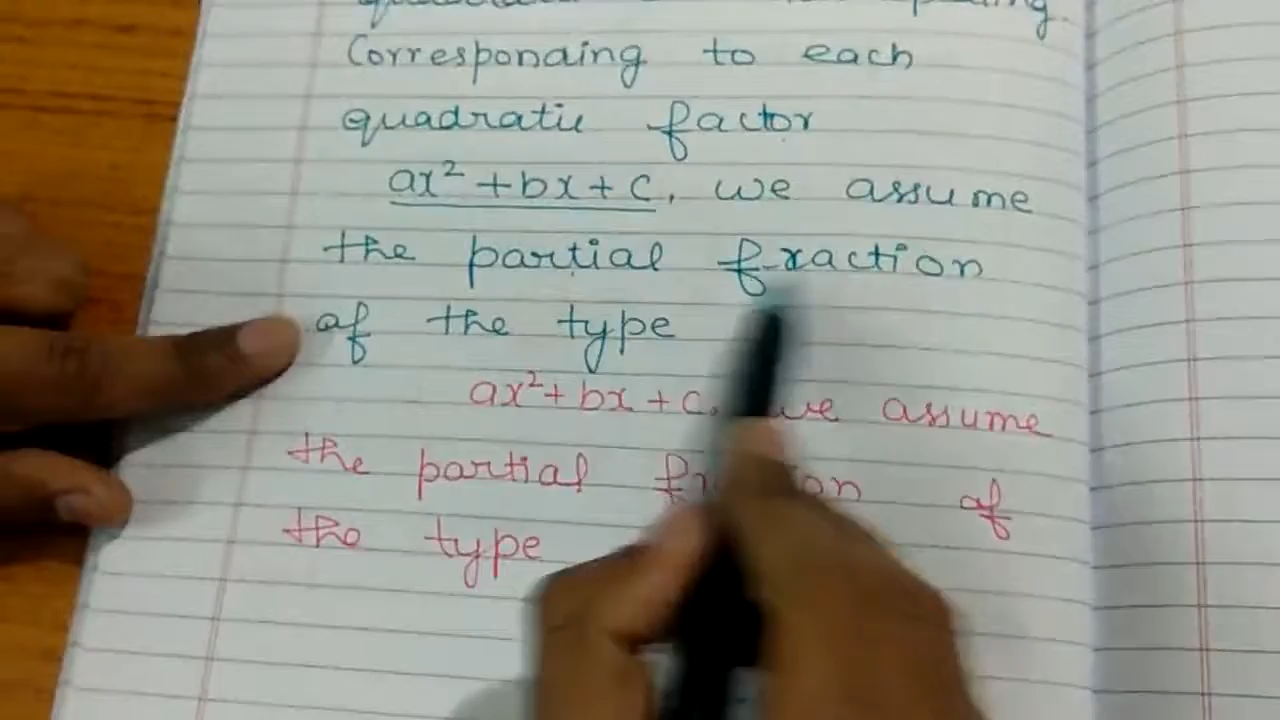 Corresponding to each
quadratic factor
ax² + bx + c, we assume
the partial fraction
of the type
ax² + bx + c, we assume
the partial of
the type